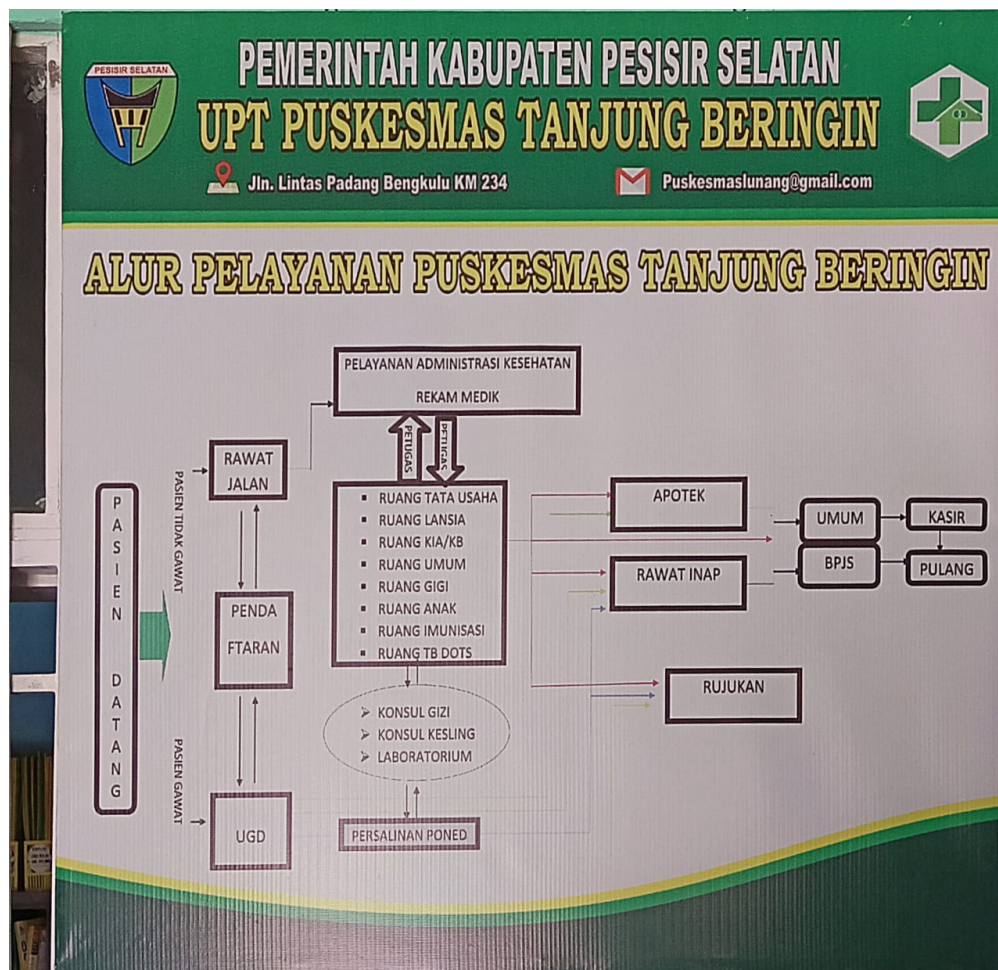 PESISIR SELATAN
PEMERINTAH KABUPATEN PESISIR SELATAN
UPT PUSKESMAS TANJUNG BERINGIN
Jln. Lintas Padang Bengkulu KM 234
Puskesmaslunang@gmail.com
ALUR PELAYANAN PUSKESMAS TANJUNG BERINGIN
PASIEN DATANG
PASIEN TIDAK GAWAT
PASIEN GAWAT
RAWAT
JALAN
PENDA
FTARAN
UGD
PELAYANAN ADMINISTRASI KESEHATAN
REKAM MEDIK
PETUGAS
PETUGAS
RUANG TATA USAHA
RUANG LANSIA
RUANG KIA/KB
RUANG UMUM
RUANG GIGI
RUANG ANAK
RUANG IMUNISASI
RUANG TB DOTS
KONSUL GIZI
KONSUL KESLING
LABORATORIUM
PERSALINAN PONED
APOTEK
RAWAT INAP
RUJUKAN
UMUM
BPJS
KASIR
PULANG